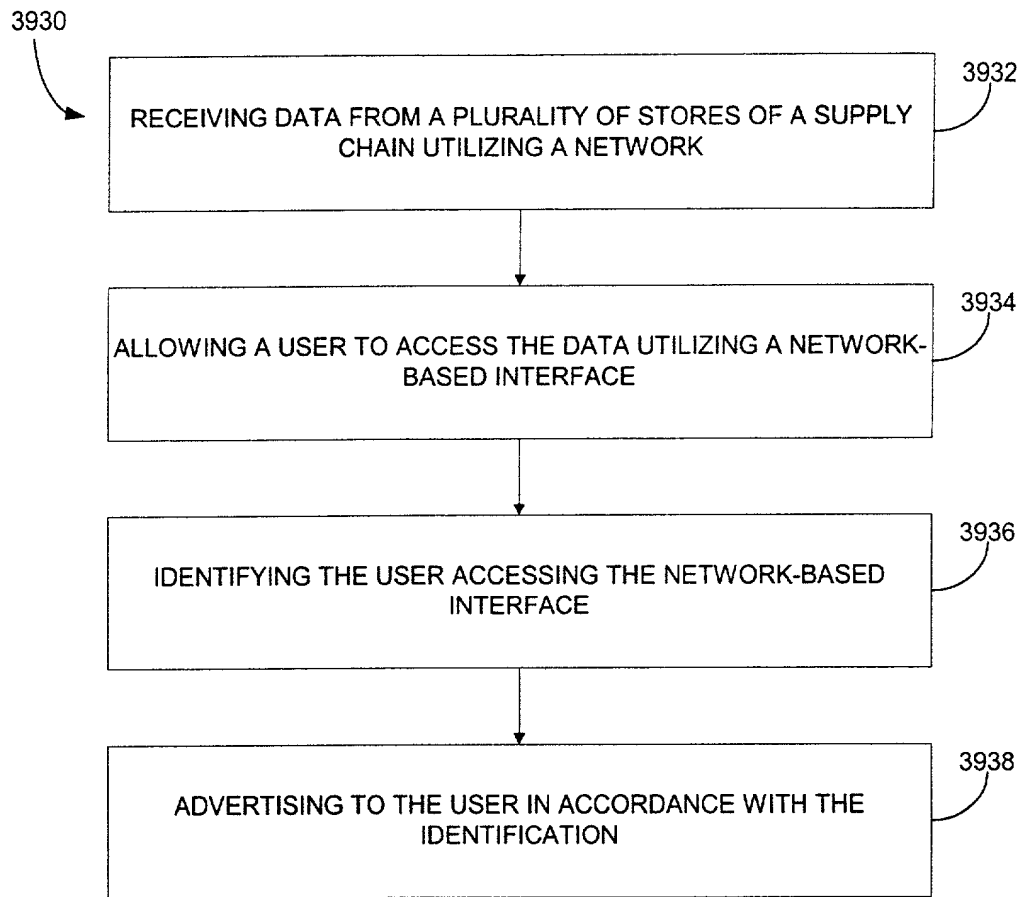 3930
3932
RECEIVING DATA FROM A PLURALITY OF STORES OF A SUPPLY
CHAIN UTILIZING A NETWORK
3934
ALLOWING A USER TO ACCESS THE DATA UTILIZING A NETWORK-
BASED INTERFACE
3936
IDENTIFYING THE USER ACCESSING THE NETWORK-BASED
INTERFACE
3938
ADVERTISING TO THE USER IN ACCORDANCE WITH THE
IDENTIFICATION